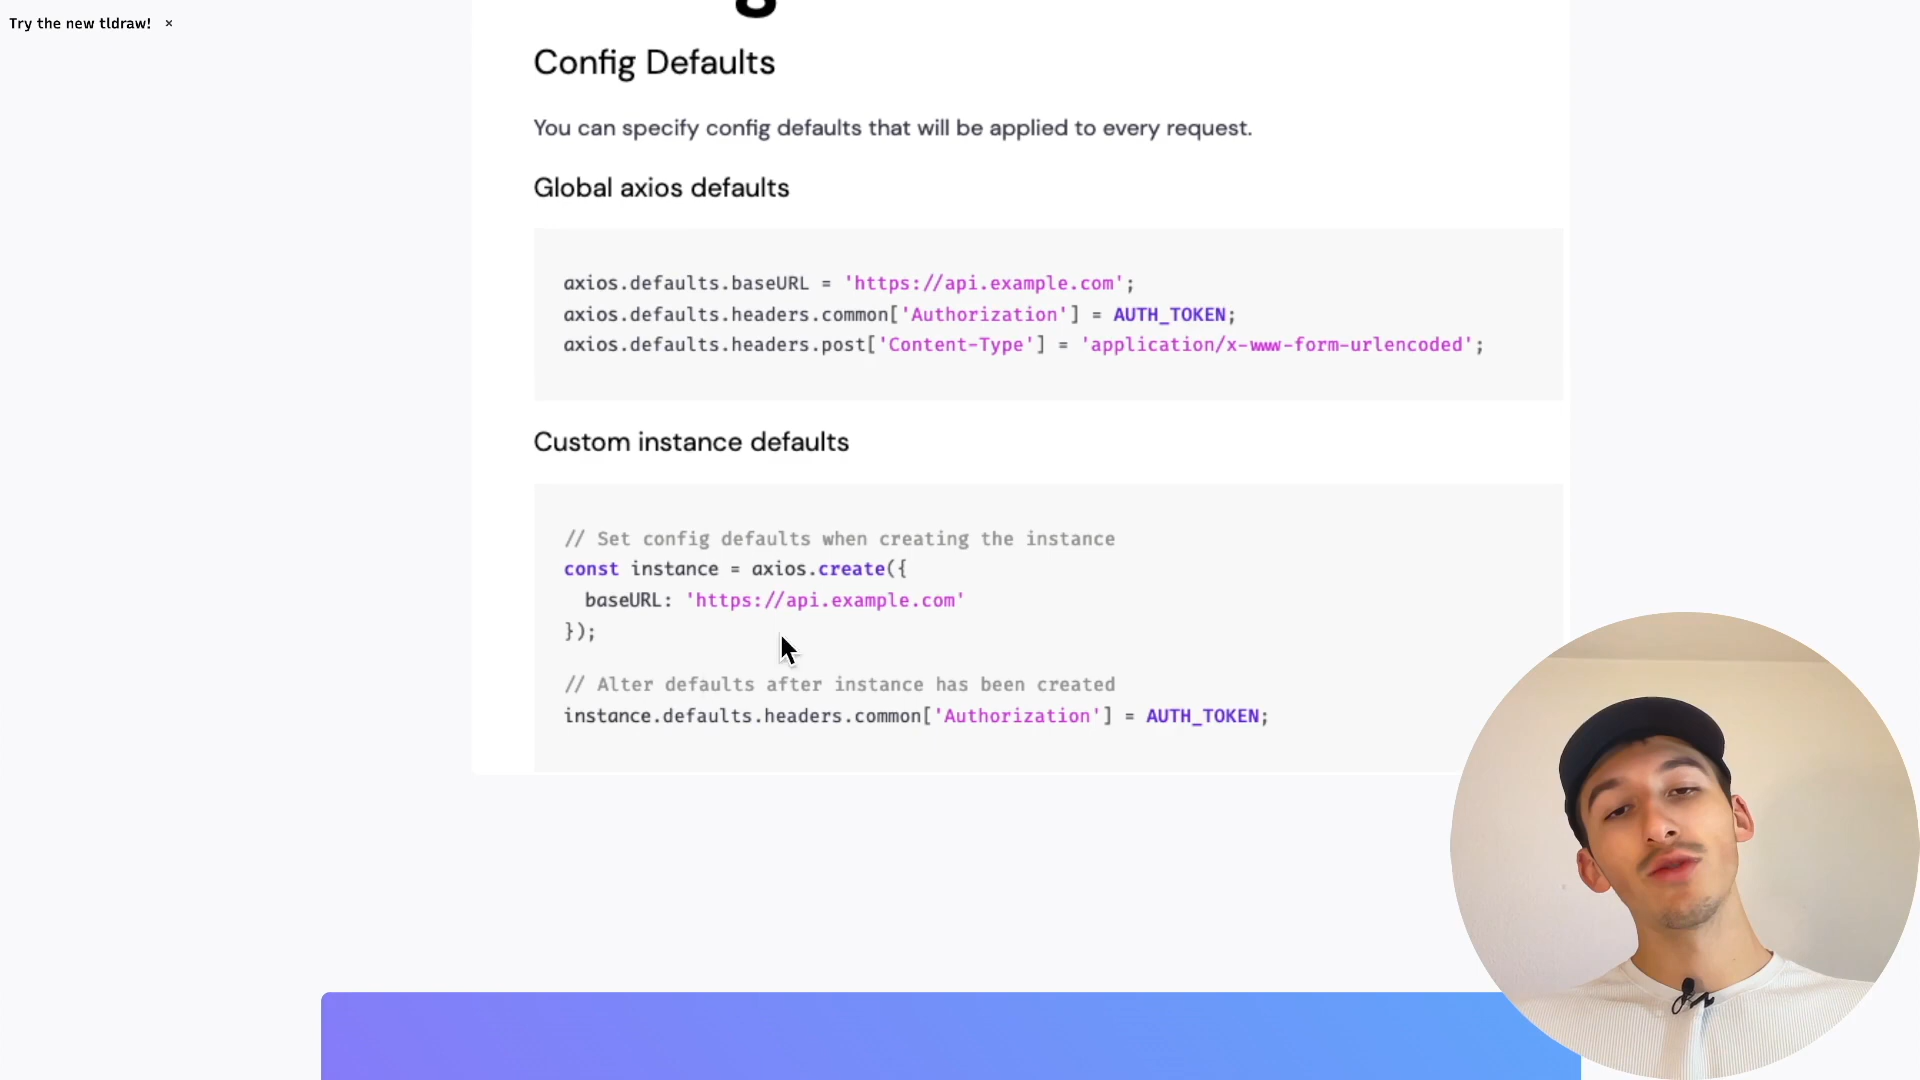 Try the new tldraw! ×
Config Defaults
You can specify config defaults that will be applied to every request.
Global axios defaults
axios.defaults.baseURL = 'https://api.example.com';
axios.defaults.headers.common['Authorization'] = AUTH_TOKEN;
axios.defaults.headers.post['Content-Type'] = 'application/x-www-form-urlencoded';
Custom instance defaults
// Set config defaults when creating the instance
const instance = axios.create({
  baseURL: 'https://api.example.com'
});
// Alter defaults after instance has been created
instance.defaults.headers.common['Authorization'] = AUTH_TOKEN;